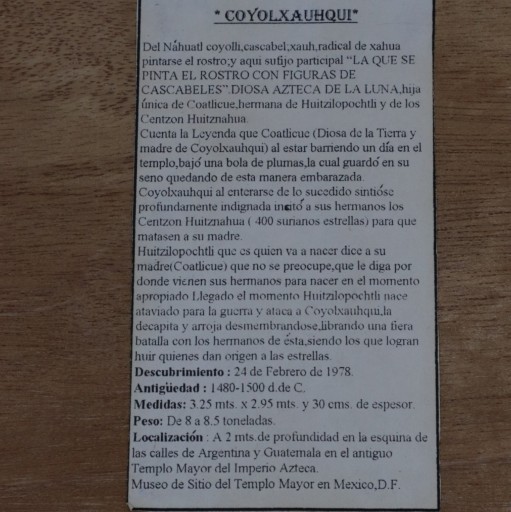 * COYOLXAUHQUI*
Del Náhuatl coyolli,cascabel;xauh,radical de xahua
pintarse el rostro;y aqui sufijo participal "LA QUE SE
PINTA EL ROSTRO CON FIGURAS DE
CASCABELES".DIOSA AZTECA DE LA LUNA,hija
única de Coatlicue,hermana de Huitzilopochtli y de los
Centzon Huitznahua.
Cuenta la Leyenda que Coatlicue (Diosa de la Tierra y
madre de Coyolxauhqui) al estar barriendo un día en el
templo,bajó una bola de plumas,la cual guardó en su
seno quedando de esta manera embarazada.
Coyolxauhqui al enterarse de lo sucedido sintióse
profundamente indignada incitó a sus hermanos los
Centzon Huitznahua ( 400 surianos estrellas) para que
matasen a su madre.
Huitzilopochtli que es quien va a nacer dice a su
madre(Coatlicue) que no se preocupe,que le diga por
donde vienen sus hermanos para nacer en el momento
apropiado Llegado el momento Huitzilopochtli nace
ataviado para la guerra y ataca a Coyolxauhqui,la
decapita y arroja desmembrandose,librando una fiera
batalla con los hermanos de ésta,siendo los que logran
huir quienes dan origen a las estrellas.
Descubrimiento : 24 de Febrero de 1978.
Antigüedad : 1480-1500 d.de C.
Medidas: 3.25 mts. x 2.95 mts. y 30 cms. de espesor.
Peso: De 8 a 8.5 toneladas.
Localización : A 2 mts.de profundidad en la esquina de
las calles de Argentina y Guatemala en el antiguo
Templo Mayor del Imperio Azteca.
Museo de Sitio del Templo Mayor en Mexico,D.F.